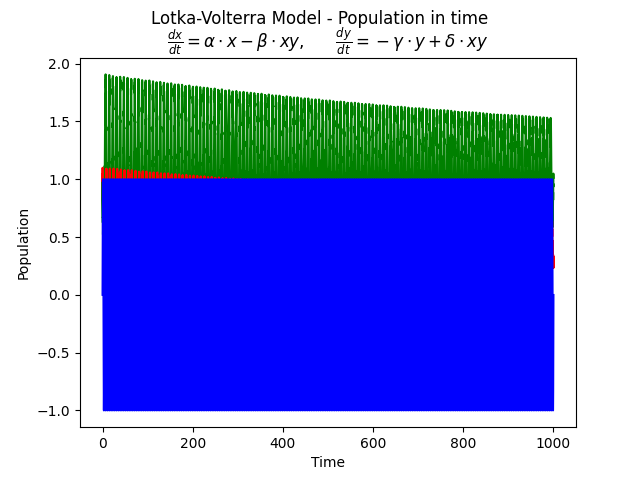 Lotka-Volterra Model - Population in time
dx/dt = α · x − β · xy,    dy/dt = −γ · y + δ · xy
2.0
1.5
1.0
0.5
0.0
−0.5
−1.0
Population
0 200 400 600 800 1000
Time